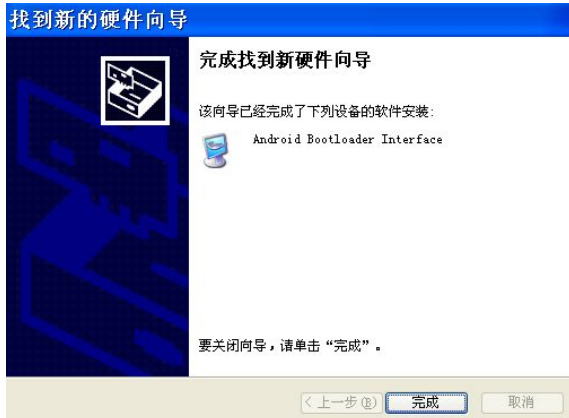 找到新的硬件向导
完成找到新硬件向导
该向导已经完成了下列设备的软件安装:
Android Bootloader Interface
要关闭向导，请单击“完成”。
<上一步(B) 完成 取消